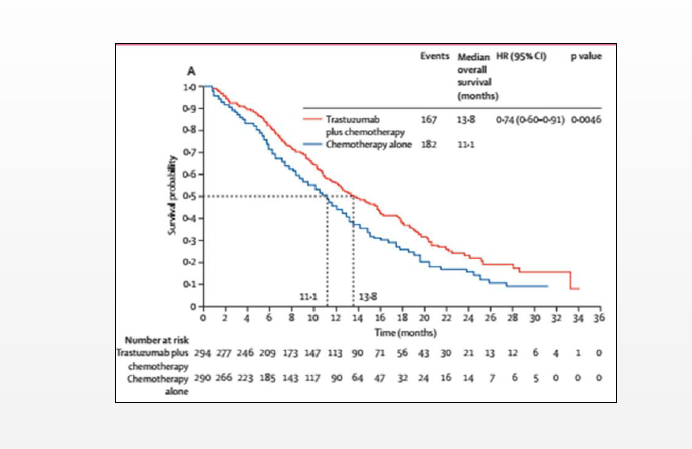 Events Median overall survival (months) HR (95% CI) p value
A
Trastuzumab plus chemotherapy 167 13·8 0·74 (0·60–0·91) 0·0046
Chemotherapy alone 182 11·1
Survival probability
1·0
0·9
0·8
0·7
0·6
0·5
0·4
0·3
0·2
0·1
0
11·1 13·8
0 2 4 6 8 10 12 14 16 18 20 22 24 26 28 30 32 34 36
Time (months)
Number at risk
Trastuzumab plus chemotherapy 294 277 246 209 173 147 113 90 71 56 43 30 21 13 12 6 4 1 0
Chemotherapy alone 290 266 223 185 143 117 90 64 47 32 24 16 14 7 6 5 0 0 0